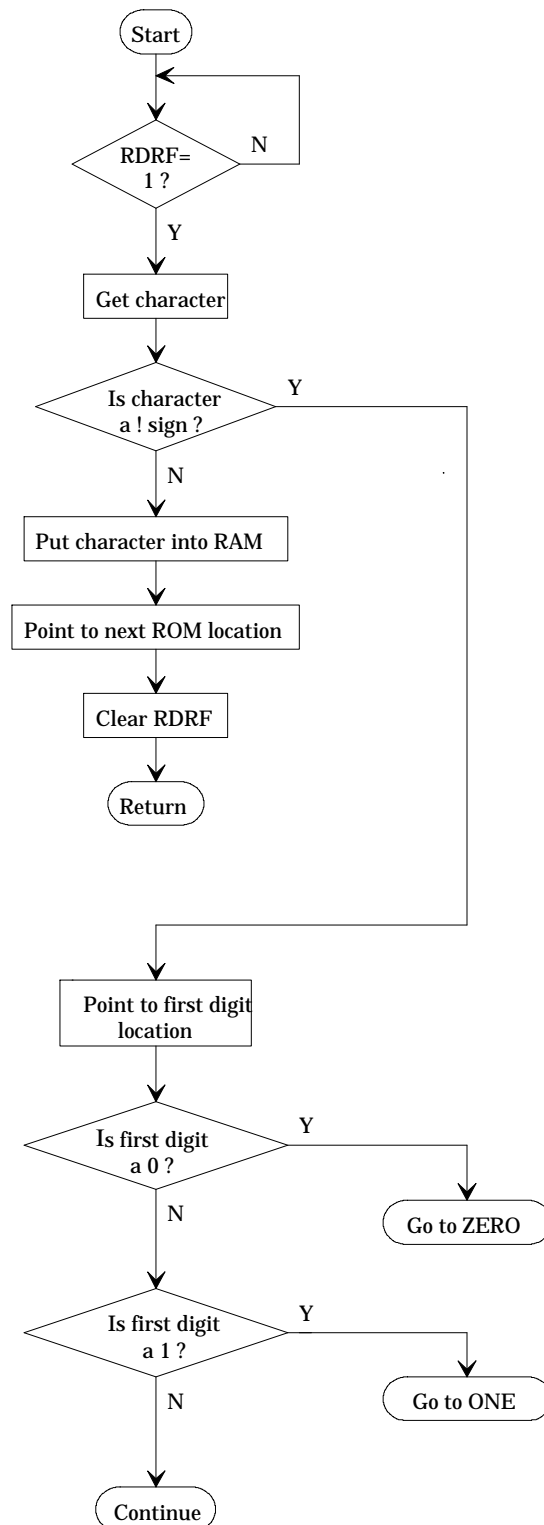 Start
RDRF=
1 ?
N
Y
Get character
Is character
a ! sign ?
Y
N
Put character into RAM
Point to next ROM location
Clear RDRF
Return
Point to first digit
location
Is first digit
a 0 ?
Y
N
Go to ZERO
Is first digit
a 1 ?
Y
N
Go to ONE
Continue